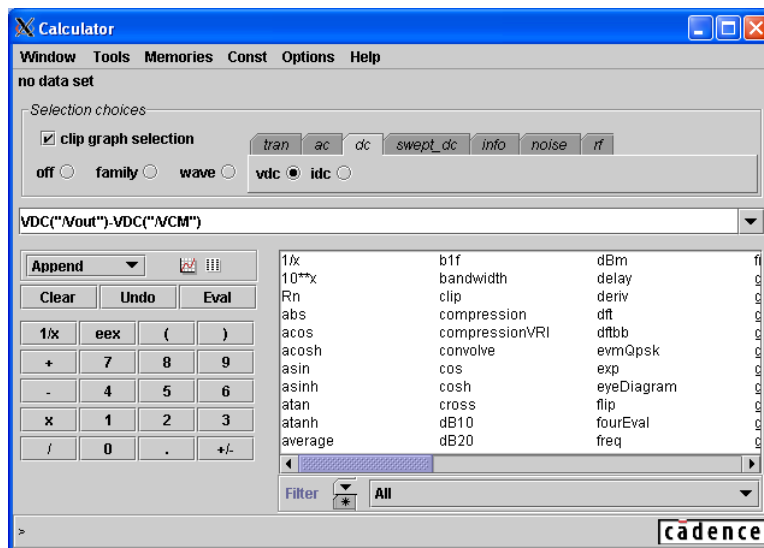 Calculator
Window Tools Memories Const Options Help
no data set
Selection choices
clip graph selection
tran ac dc swept_dc info noise rf
off family wave vdc idc
VDC("/Vout")-VDC("/VCM")
Append
Clear Undo Eval
1/x eex ( )
+ 7 8 9
- 4 5 6
x 1 2 3
/ 0 . +/-
1/x b1f dBm fi
10**x bandwidth delay
Rn clip deriv
abs compression dft
acos compressionVRI dftbb
acosh convolve evmQpsk
asin cos exp
asinh cosh eyeDiagram
atan cross flip
atanh dB10 fourEval
average dB20 freq
Filter All
>
cādence